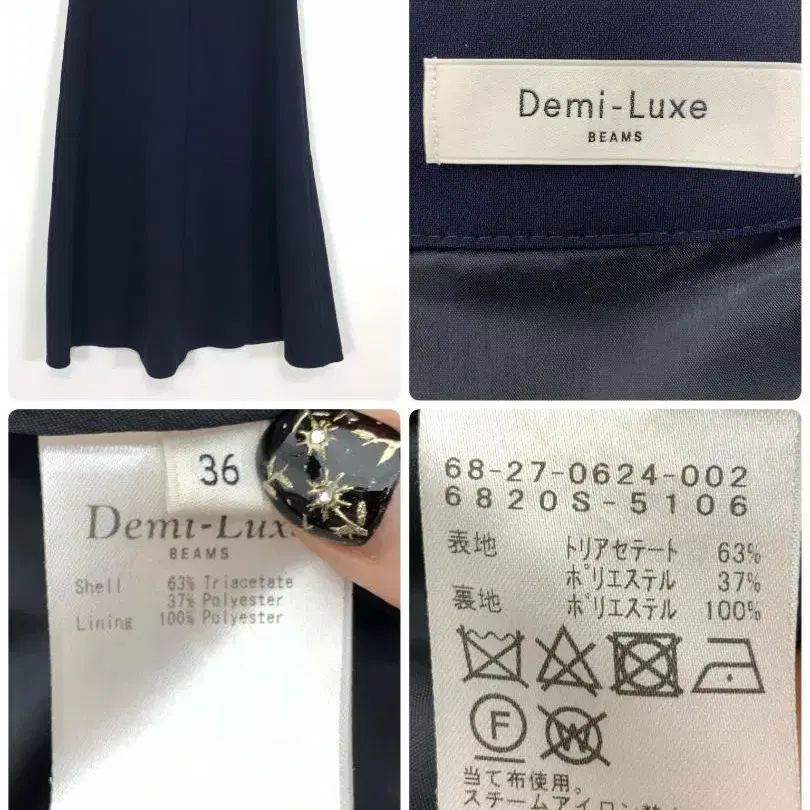 Demi-Luxe
BEAMS
36
Demi-Lux
BEAMS
Shell 63% Triacetate
37% Polyester
Lining 100% Polyester
68-27-0624-002
6820S-5106
表地 トリアセテート 63%
ポリエステル 37%
裏地 ポリエステル 100%
F
W
当て布使用。